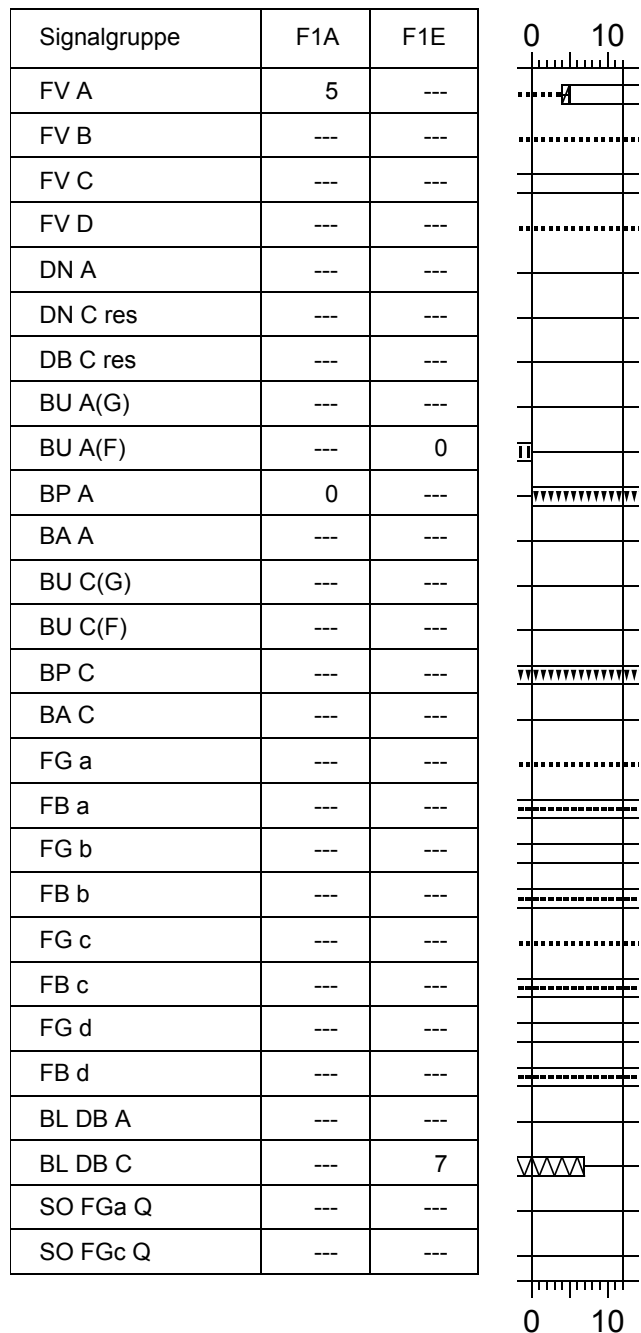 Signalgruppe F1A F1E 0 10
FV A 5 ---
FV B --- ---
FV C --- ---
FV D --- ---
DN A --- ---
DN C res --- ---
DB C res --- ---
BU A(G) --- ---
BU A(F) --- 0
BP A 0 ---
BA A --- ---
BU C(G) --- ---
BU C(F) --- ---
BP C --- ---
BA C --- ---
FG a --- ---
FB a --- ---
FG b --- ---
FB b --- ---
FG c --- ---
FB c --- ---
FG d --- ---
FB d --- ---
BL DB A --- ---
BL DB C --- 7
SO FGa Q --- ---
SO FGc Q --- ---
0 10